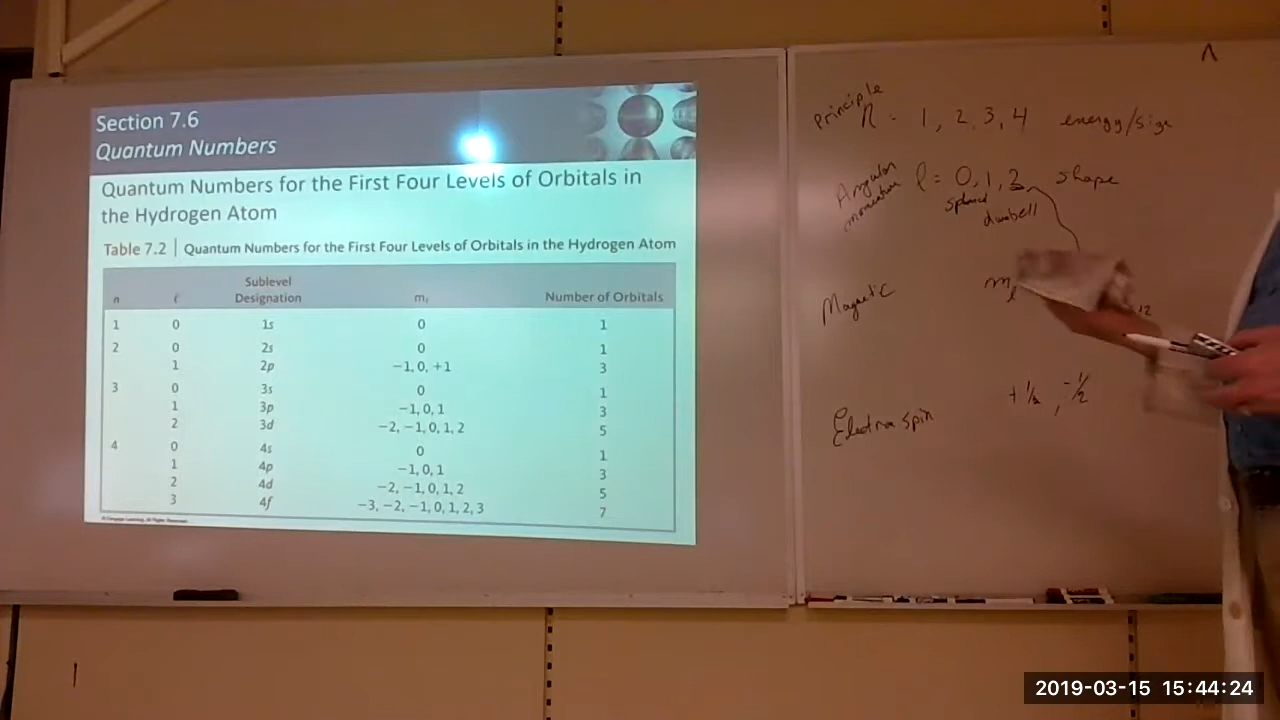 Section 7.6
Quantum Numbers
Quantum Numbers for the First Four Levels of Orbitals in
the Hydrogen Atom
Table 7.2 | Quantum Numbers for the First Four Levels of Orbitals in the Hydrogen Atom
n ℓ Sublevel Designation mℓ Number of Orbitals
1 0 1s 0 1
2 0 2s 0 1
1 2p −1, 0, +1 3
3 0 3s 0 1
1 3p −1, 0, 1 3
2 3d −2, −1, 0, 1, 2 5
4 0 4s 0 1
1 4p −1, 0, 1 3
2 4d −2, −1, 0, 1, 2 5
3 4f −3, −2, −1, 0, 1, 2, 3 7
© Cengage Learning. All Rights Reserved.
Principle n = 1, 2, 3, 4 energy/size
Angular momentum ℓ = 0, 1, 2 shape
dumbell
Magnetic mℓ
Electron spin +1/2, -1/2
2019-03-15 15:44:24